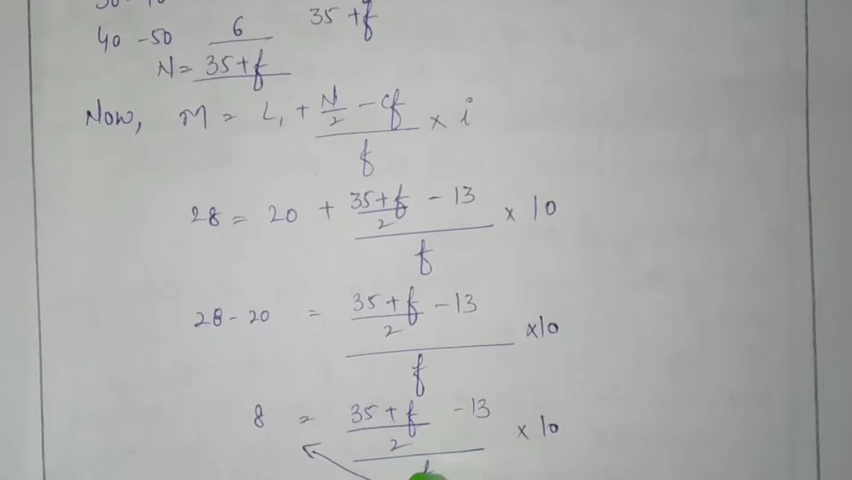 40 - 50 6 35 + f
N = 35 + f
Now, M = L₁ + (N/2 - cf)/f × i
28 = 20 + ((35 + f)/2 - 13)/f × 10
28 - 20 = ((35 + f)/2 - 13)/f × 10
8 = ((35 + f)/2 - 13)/f × 10